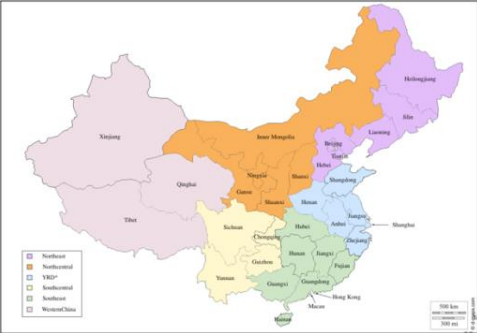 Heilongjiang
Jilin
Liaoning
Xinjiang
Inner Mongolia
Beijing
Tianjin
Hebei
Ningxia
Shanxi
Shangdong
Qinghai
Gansu
Shaanxi
Henan
Jiangsu
Tibet
Sichuan
Anhui
Shanghai
Hubei
Chongqing
Zhejiang
Hunan
Jiangxi
Guizhou
Fujian
Yunnan
Guangxi
Guangdong
Hong Kong
Macau
Hainan
Northeast
Northcentral
YRD*
Southcentral
Southeast
WesternChina
500 km
300 mi